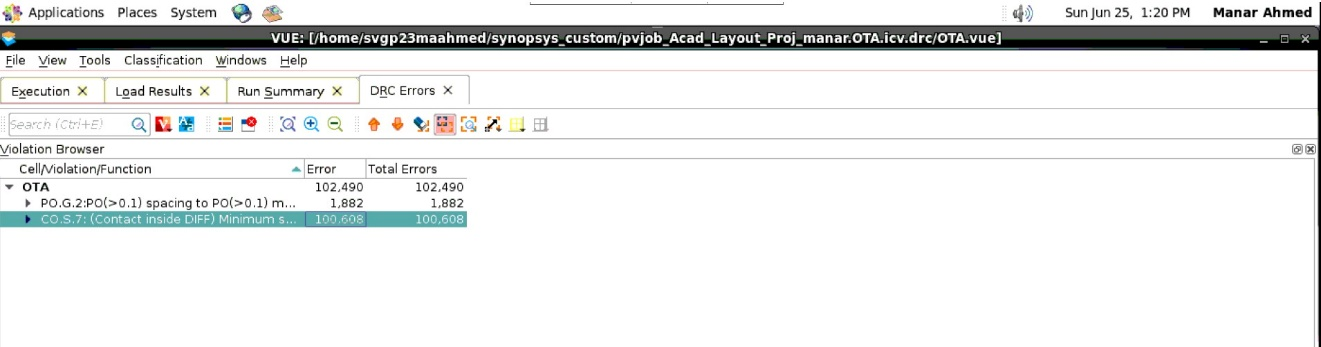 Applications Places System Sun Jun 25, 1:20 PM Manar Ahmed
VUE: [/home/svgp23maahmed/synopsys_custom/pvjob_Acad_Layout_Proj_manar.OTA.icv.drc/OTA.vue]
File View Tools Classification Windows Help
Execution Load Results Run Summary DRC Errors
Search (Ctrl+E)
Violation Browser
Cell/Violation/Function Error Total Errors
OTA 102,490 102,490
PO.G.2:PO(>0.1) spacing to PO(>0.1) m... 1,882 1,882
CO.S.7: (Contact inside DIFF) Minimum s... 100,608 100,608